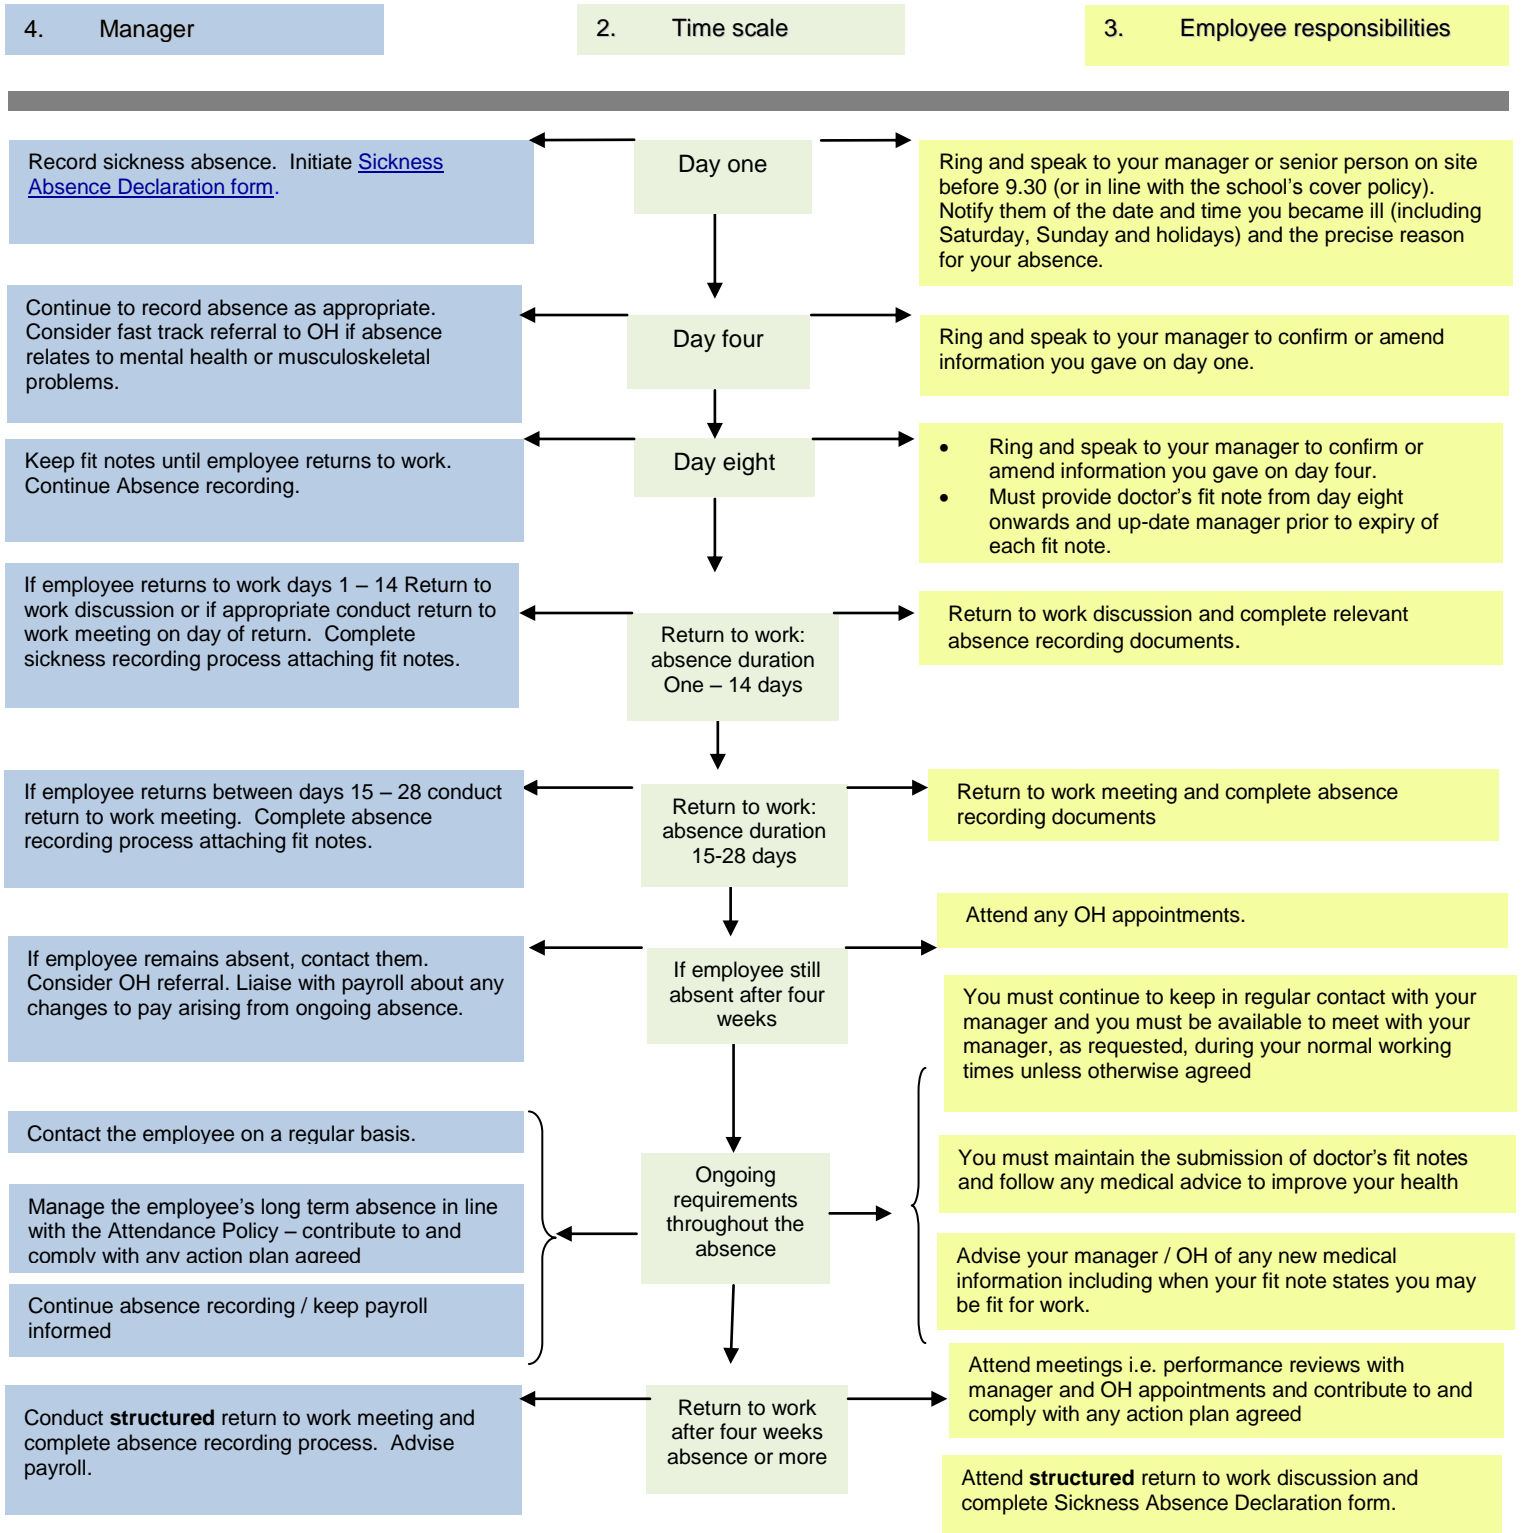 4. Manager
2. Time scale
3. Employee responsibilities
Record sickness absence. Initiate Sickness
Absence Declaration form.
Day one
Ring and speak to your manager or senior person on site
before 9.30 (or in line with the school's cover policy).
Notify them of the date and time you became ill (including
Saturday, Sunday and holidays) and the precise reason
for your absence.
Continue to record absence as appropriate.
Consider fast track referral to OH if absence
relates to mental health or musculoskeletal
problems.
Day four
Ring and speak to your manager to confirm or amend
information you gave on day one.
Keep fit notes until employee returns to work.
Continue Absence recording.
Day eight
• Ring and speak to your manager to confirm or
amend information you gave on day four.
• Must provide doctor's fit note from day eight
onwards and up-date manager prior to expiry of
each fit note.
If employee returns to work days 1 – 14 Return to
work discussion or if appropriate conduct return to
work meeting on day of return. Complete
sickness recording process attaching fit notes.
Return to work:
absence duration
One – 14 days
Return to work discussion and complete relevant
absence recording documents.
If employee returns between days 15 – 28 conduct
return to work meeting. Complete absence
recording process attaching fit notes.
Return to work:
absence duration
15-28 days
Return to work meeting and complete absence
recording documents
If employee remains absent, contact them.
Consider OH referral. Liaise with payroll about any
changes to pay arising from ongoing absence.
If employee still
absent after four
weeks
Attend any OH appointments.
You must continue to keep in regular contact with your
manager and you must be available to meet with your
manager, as requested, during your normal working
times unless otherwise agreed
Contact the employee on a regular basis.
Manage the employee's long term absence in line
with the Attendance Policy – contribute to and
comply with any action plan agreed
Continue absence recording / keep payroll
informed
Ongoing
requirements
throughout the
absence
You must maintain the submission of doctor's fit notes
and follow any medical advice to improve your health
Advise your manager / OH of any new medical
information including when your fit note states you may
be fit for work.
Attend meetings i.e. performance reviews with
manager and OH appointments and contribute to and
comply with any action plan agreed
Conduct structured return to work meeting and
complete absence recording process. Advise
payroll.
Return to work
after four weeks
absence or more
Attend structured return to work discussion and
complete Sickness Absence Declaration form.